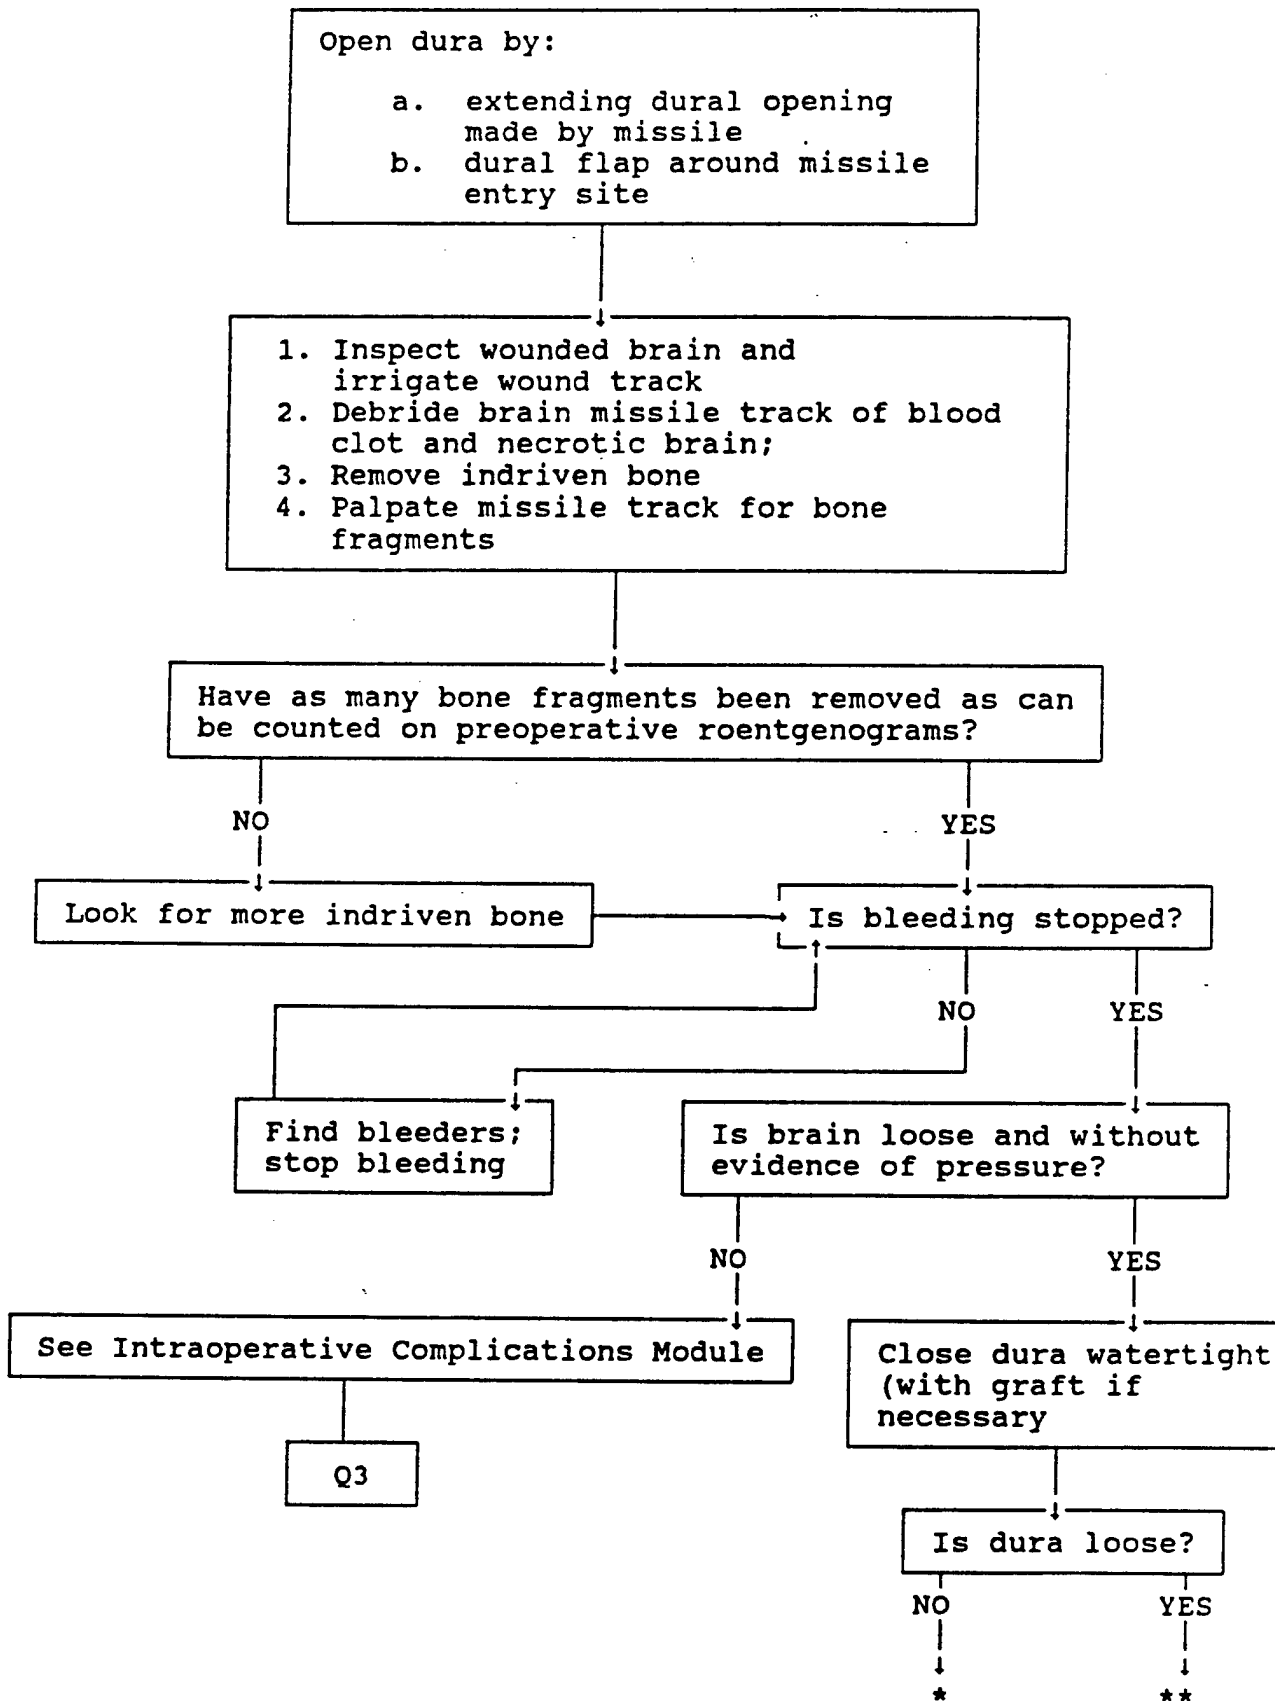 Open dura by:
a. extending dural opening
made by missile
b. dural flap around missile
entry site
1. Inspect wounded brain and
irrigate wound track
2. Debride brain missile track of blood
clot and necrotic brain;
3. Remove indriven bone
4. Palpate missile track for bone
fragments
Have as many bone fragments been removed as can
be counted on preoperative roentgenograms?
NO
YES
Look for more indriven bone
Is bleeding stopped?
NO
YES
Find bleeders;
stop bleeding
Is brain loose and without
evidence of pressure?
NO
YES
See Intraoperative Complications Module
Close dura watertight
(with graft if
necessary
Q3
Is dura loose?
NO
YES
*
**